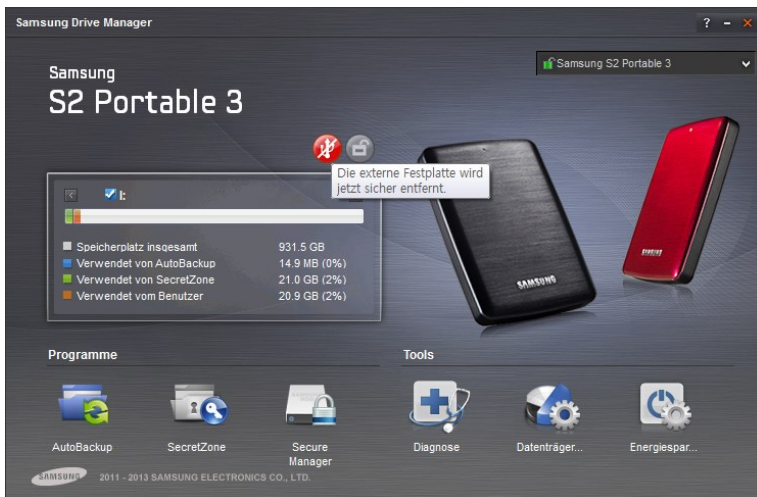 Samsung Drive Manager
? –
Samsung S2 Portable 3
Samsung
S2 Portable 3
Die externe Festplatte wird
jetzt sicher entfernt.
I:
Speicherplatz insgesamt 931.5 GB
Verwendet von AutoBackup 14.9 MB (0%)
Verwendet von SecretZone 21.0 GB (2%)
Verwendet vom Benutzer 20.9 GB (2%)
SAMSUNG
SAMSUNG
Programme Tools
AutoBackup SecretZone Secure Manager Diagnose Datenträger... Energiespar...
SAMSUNG 2011 - 2013 SAMSUNG ELECTRONICS CO., LTD.